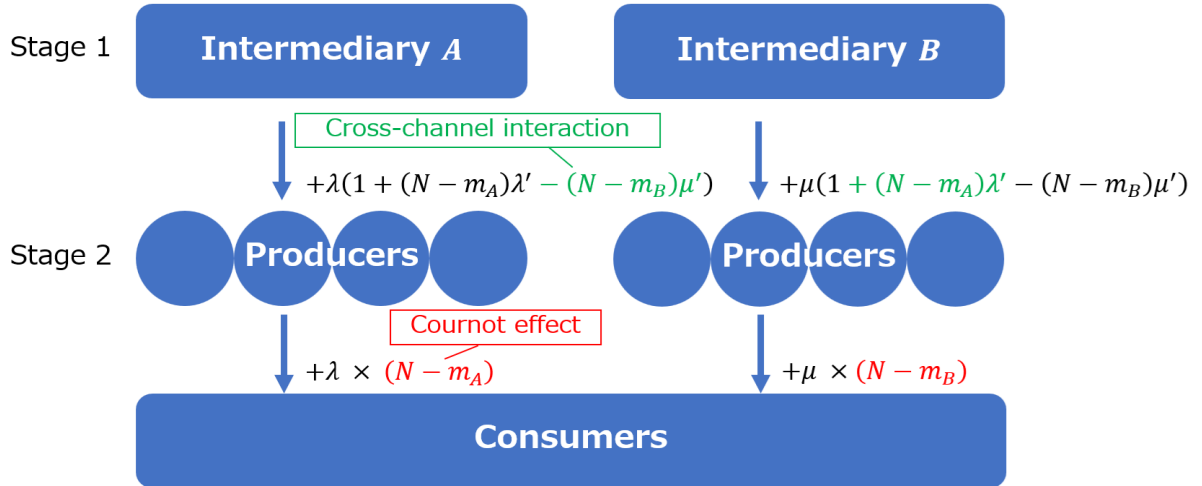 Stage 1
Intermediary A
Intermediary B
Cross-channel interaction
+λ(1 + (N − m_A)λ′ − (N − m_B)μ′)
+μ(1 + (N − m_A)λ′ − (N − m_B)μ′)
Stage 2
Producers
Producers
Cournot effect
+λ × (N − m_A)
+μ × (N − m_B)
Consumers